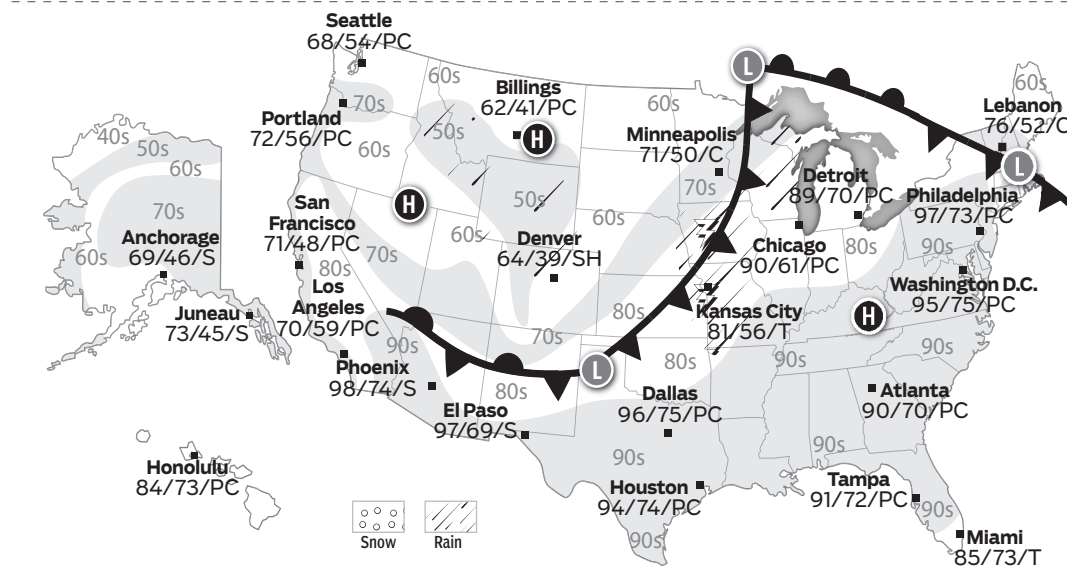 Seattle
68/54/PC
60s
Billings
62/41/PC
H
L
60s
60s
Lebanon
76/52/C
L
70s
Portland
72/56/PC
60s
50s
Minneapolis
71/50/C
70s
40s
50s
60s
70s
60s
Anchorage
69/46/S
Juneau
73/45/S
San
Francisco
71/48/PC
H
50s
60s
60s
70s
80s
Denver
64/39/SH
Detroit
89/70/PC
Philadelphia
97/73/PC
Chicago
90/61/PC
80s
90s
Washington D.C.
95/75/PC
Los
Angeles
70/59/PC
Kansas City
81/56/T
H
80s
70s
90s
L
80s
90s
90s
Phoenix
98/74/S
80s
El Paso
97/69/S
Dallas
96/75/PC
Atlanta
90/70/PC
90s
90s
Honolulu
84/73/PC
Houston
94/74/PC
Tampa
91/72/PC
90s
90s
Miami
85/73/T
Snow
Rain